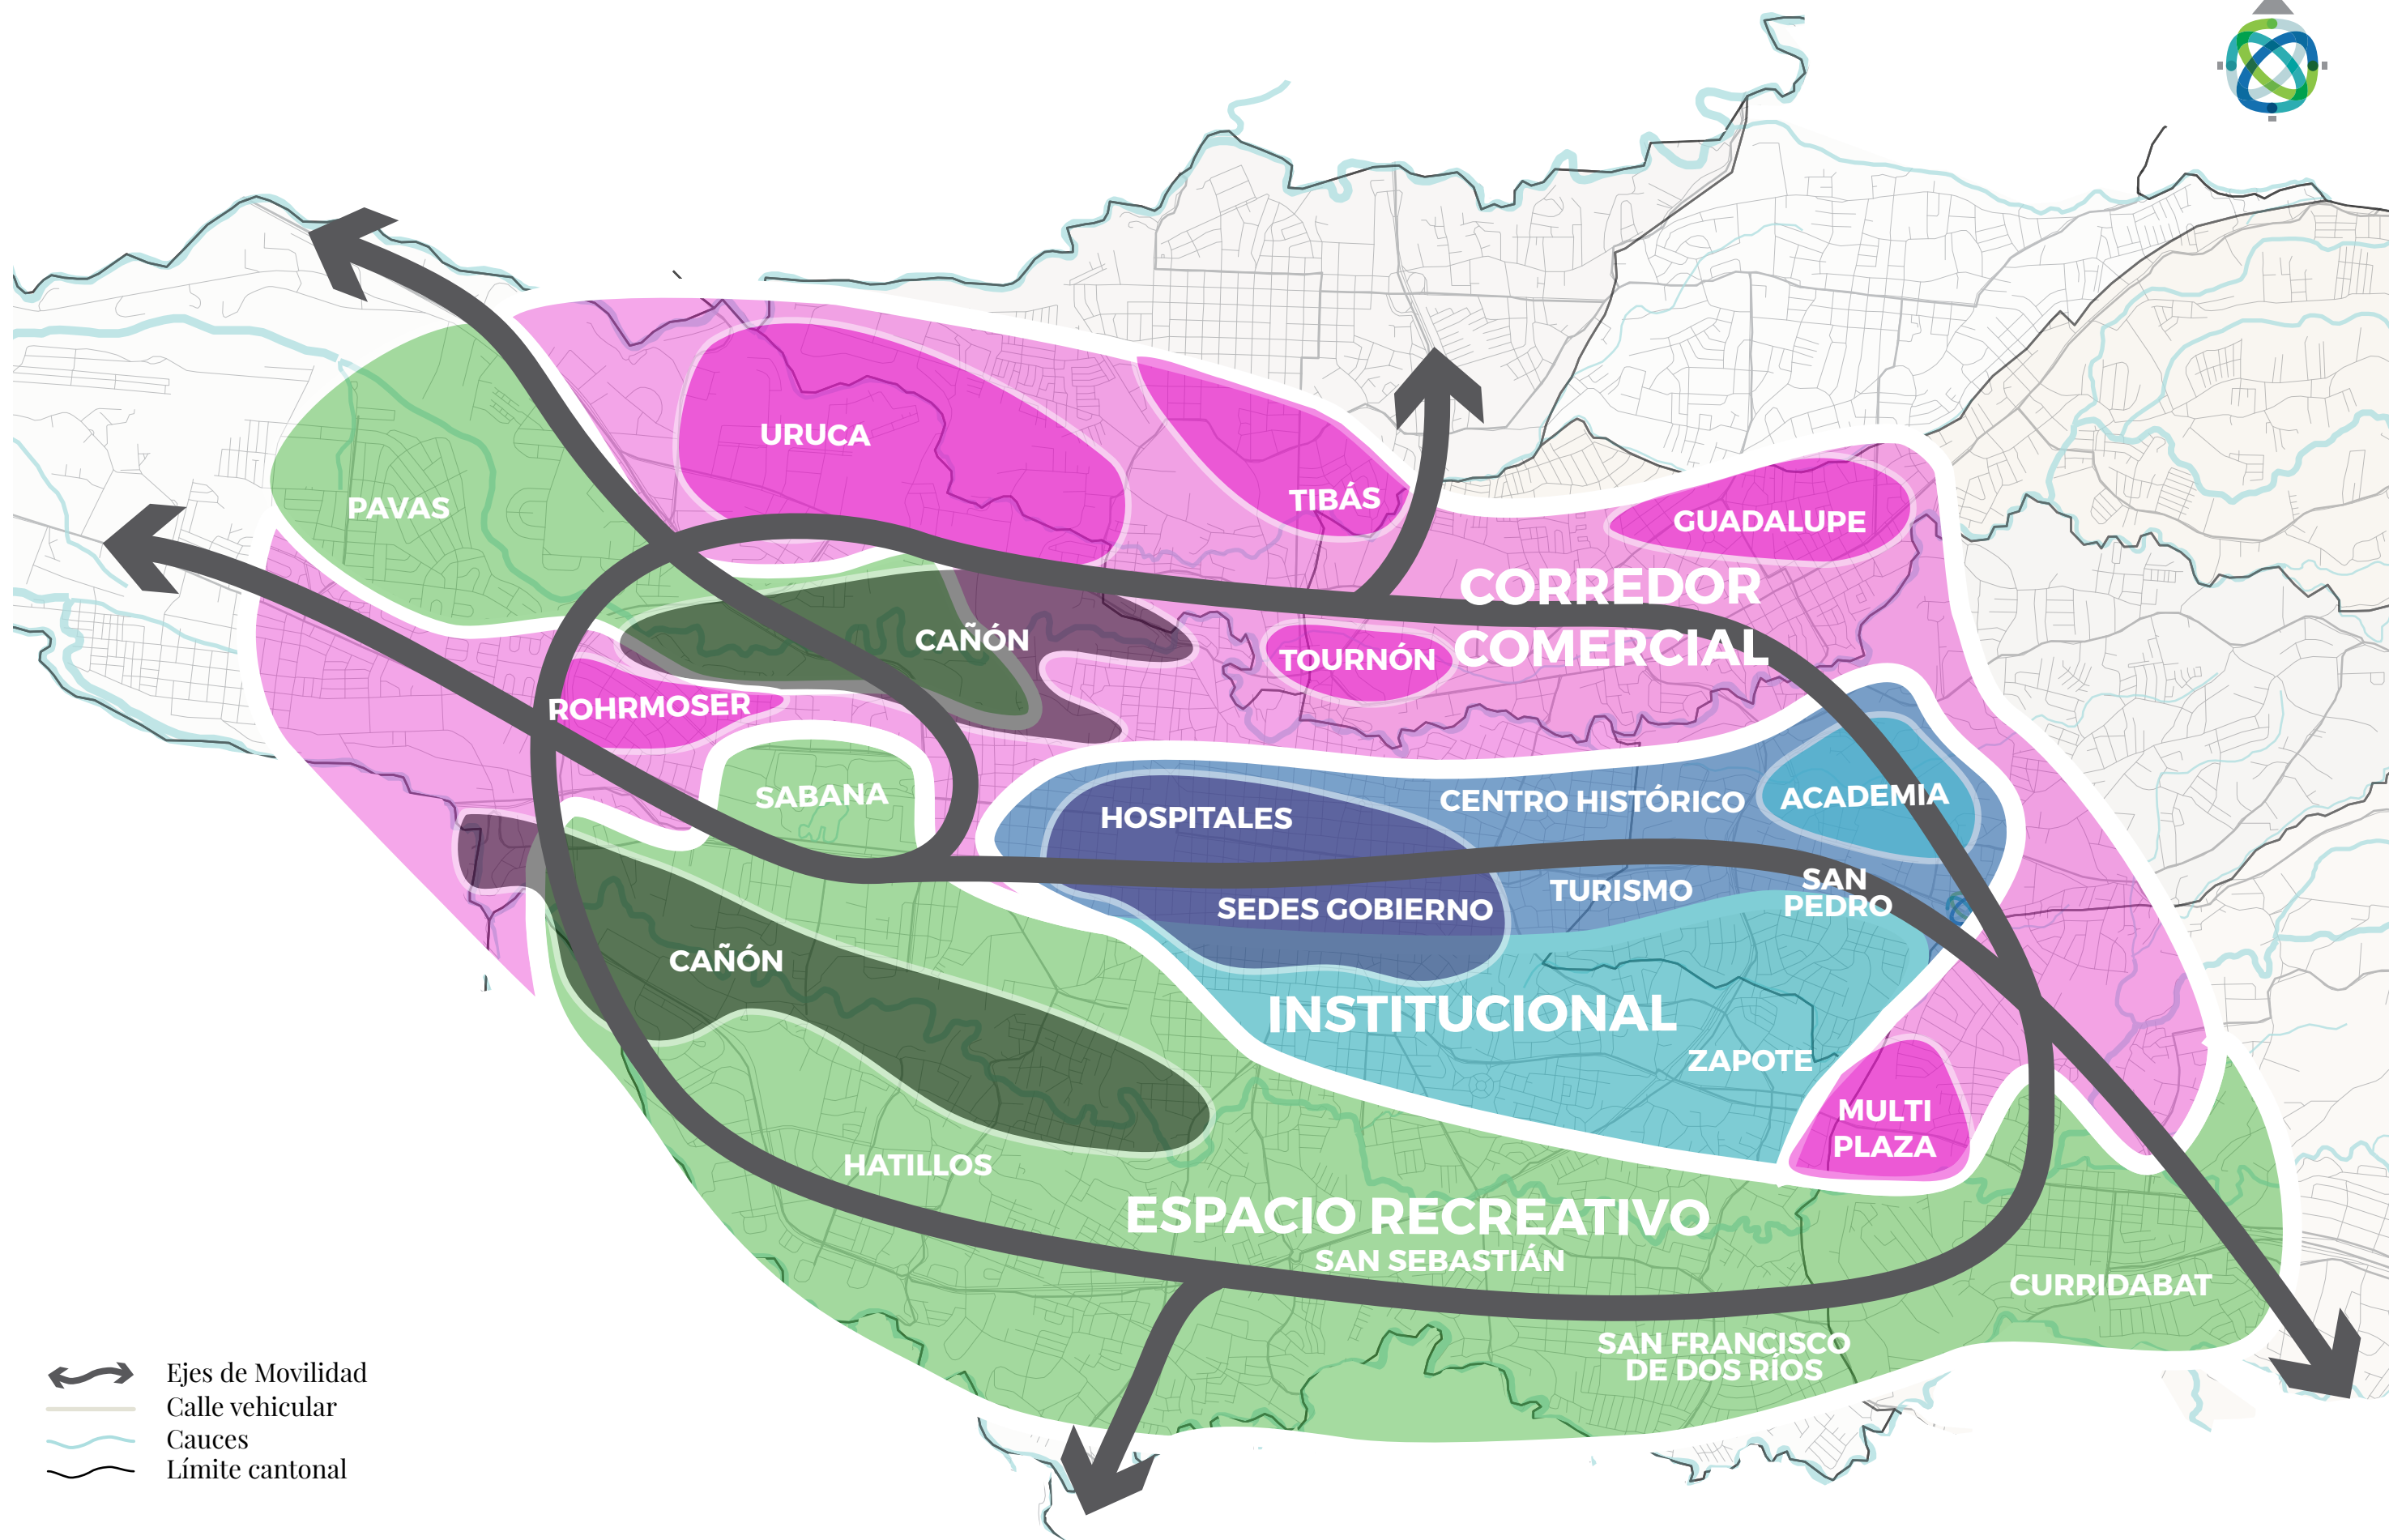 URUCA
PAVAS
TIBÁS
GUADALUPE
CORREDOR
COMERCIAL
CAÑÓN
TOURNÓN
ROHRMOSER
SABANA
HOSPITALES
CENTRO HISTÓRICO
ACADEMIA
SAN
PEDRO
TURISMO
SEDES GOBIERNO
CAÑÓN
INSTITUCIONAL
ZAPOTE
MULTI
PLAZA
HATILLOS
ESPACIO RECREATIVO
SAN SEBASTIÁN
CURRIDABAT
SAN FRANCISCO
DE DOS RÍOS
Ejes de Movilidad
Calle vehicular
Cauces
Límite cantonal